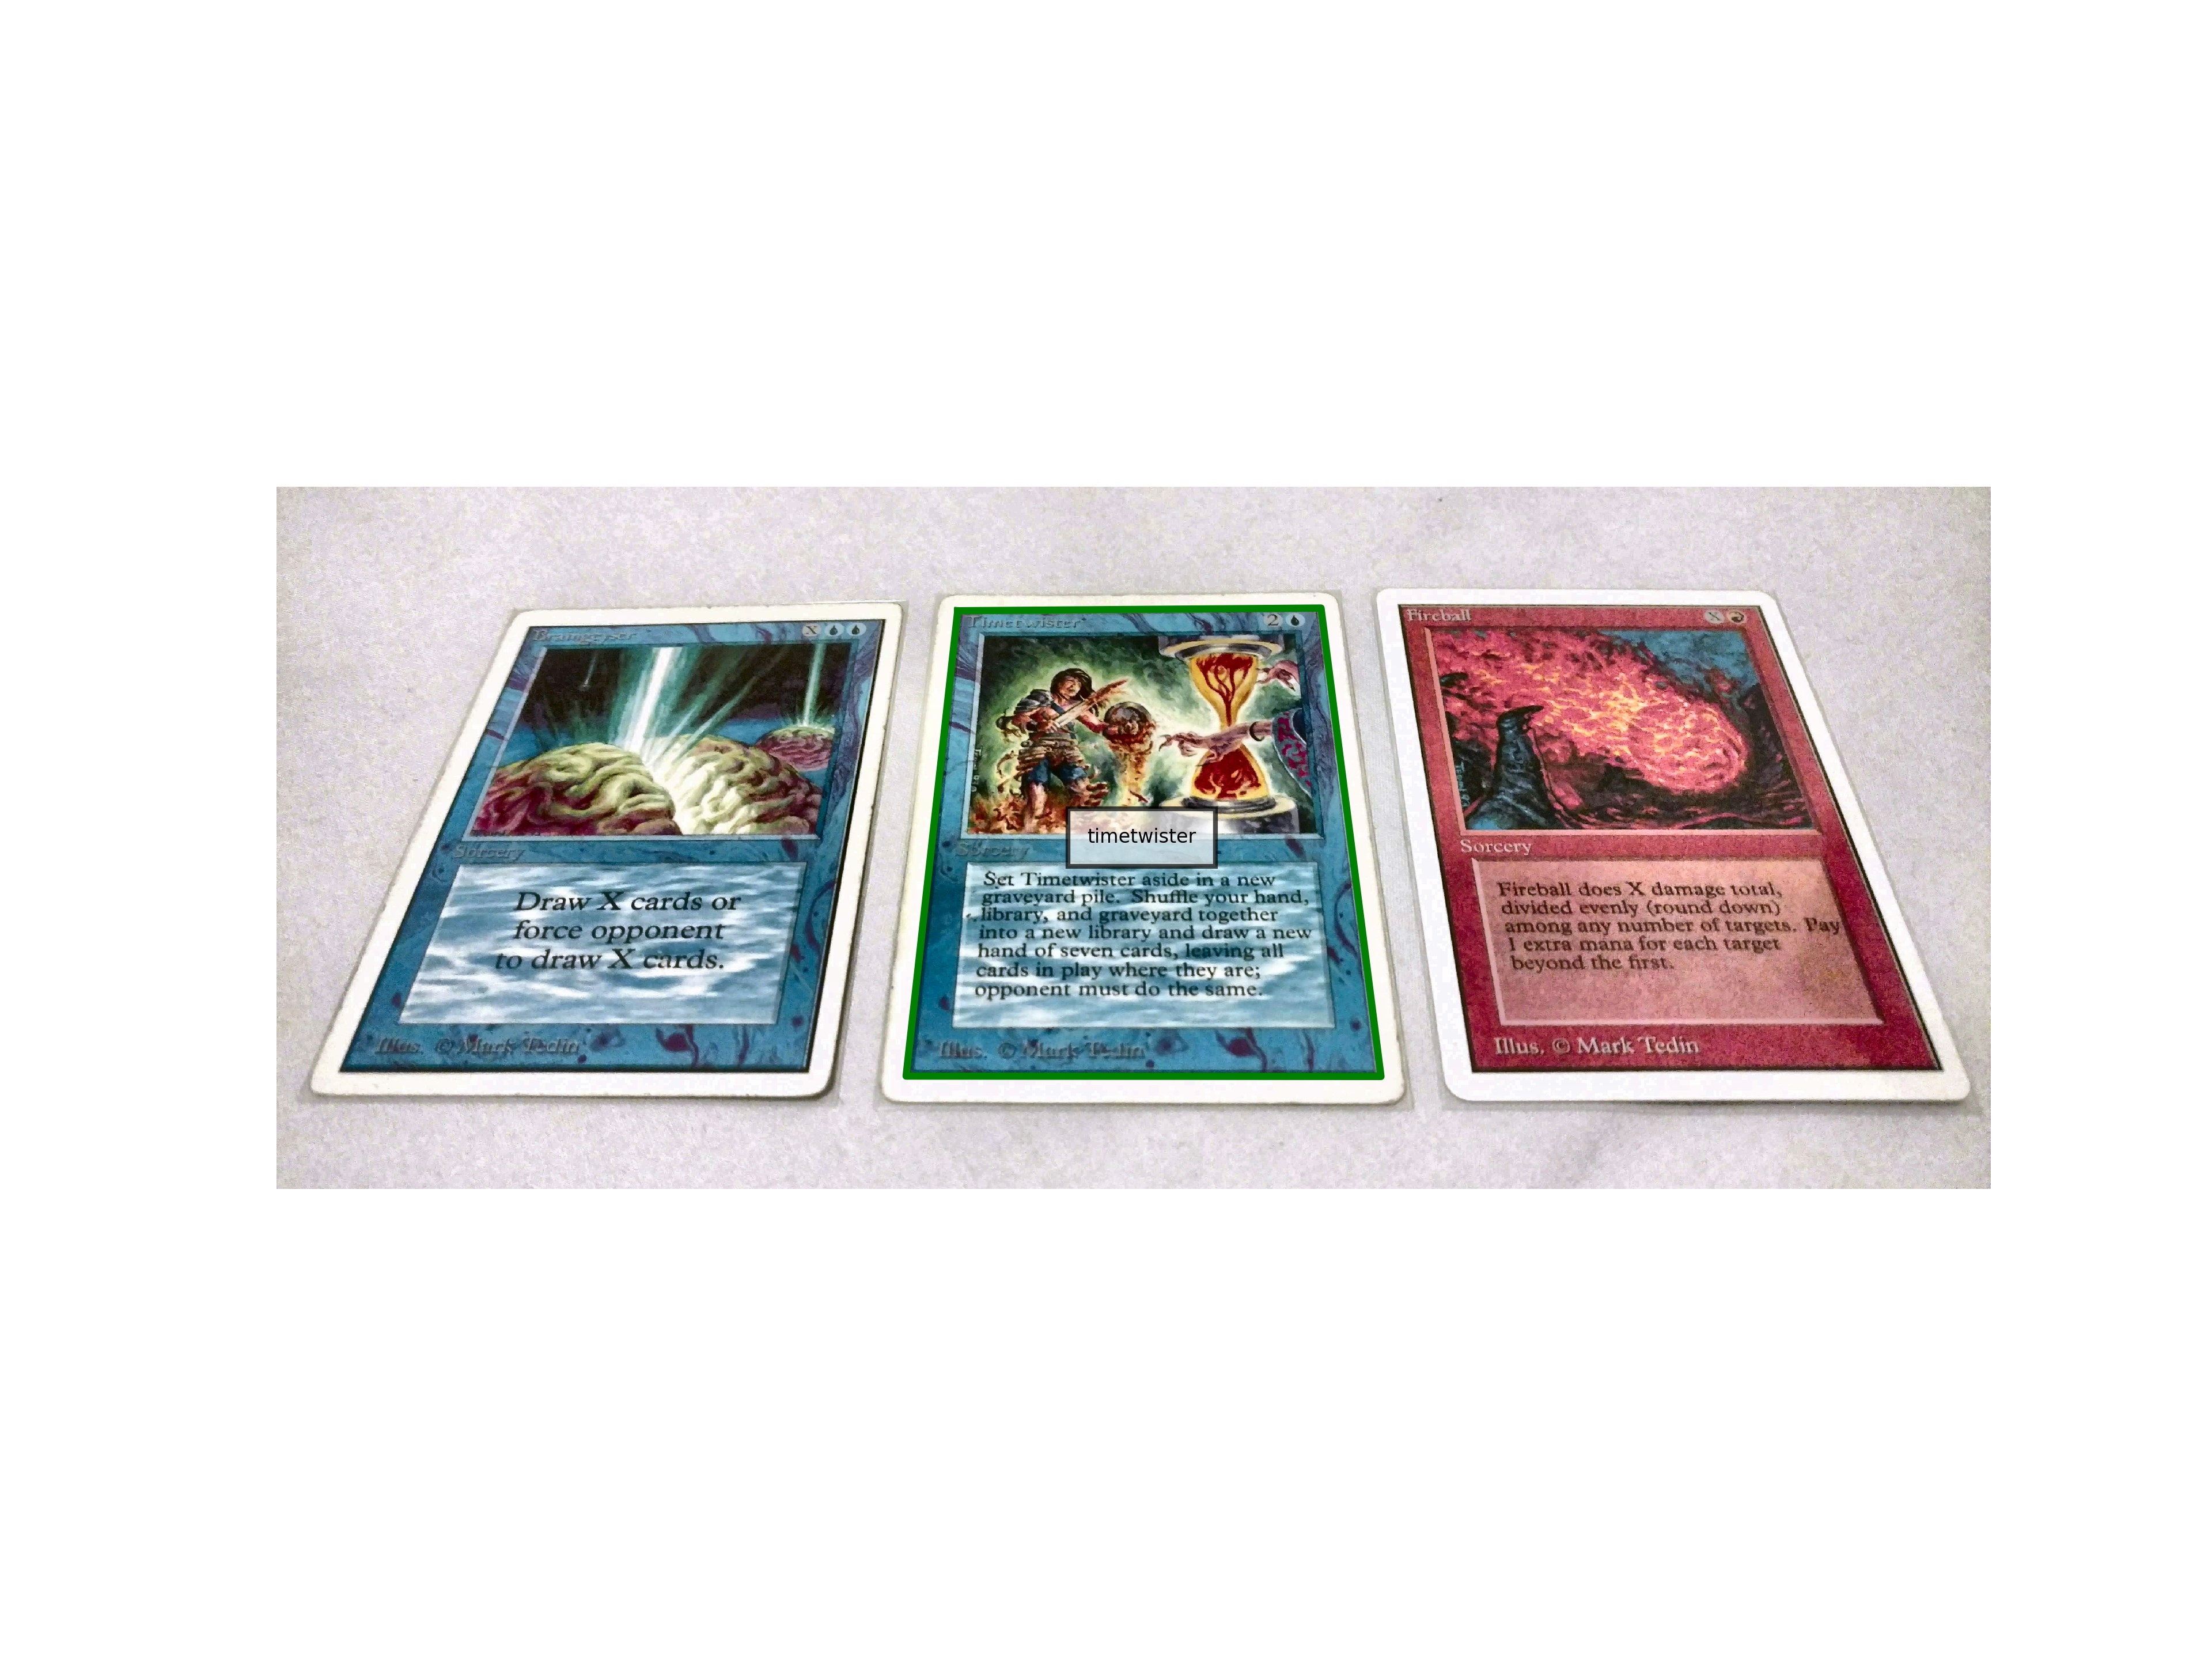 Braingeyser X
Draw X cards or
force opponent
to draw X cards.
Sorcery
Illus. © Mark Tedin
Timetwister 2
timetwister
Sorcery
Set Timetwister aside in a new
graveyard pile. Shuffle your hand,
library, and graveyard together
into a new library and draw a new
hand of seven cards, leaving all
cards in play where they are;
opponent must do the same.
Illus. © Mark Tedin
Fireball X
Sorcery
Fireball does X damage total,
divided evenly (round down)
among any number of targets. Pay
1 extra mana for each target
beyond the first.
Illus. © Mark Tedin